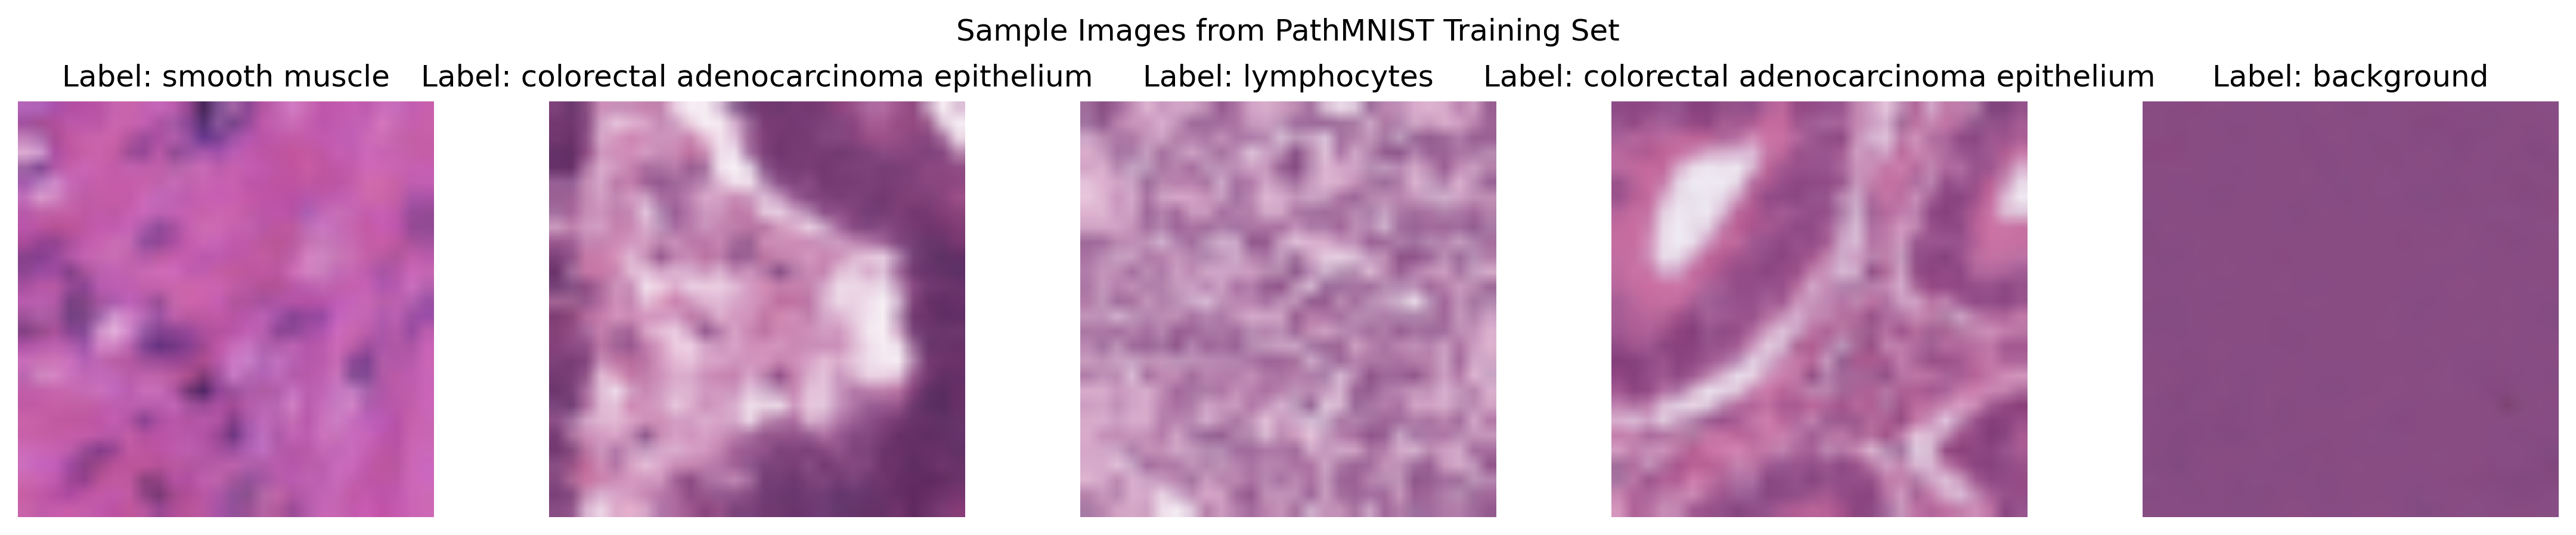 Sample Images from PathMNIST Training Set
Label: smooth muscle
Label: colorectal adenocarcinoma epithelium
Label: lymphocytes
Label: colorectal adenocarcinoma epithelium
Label: background